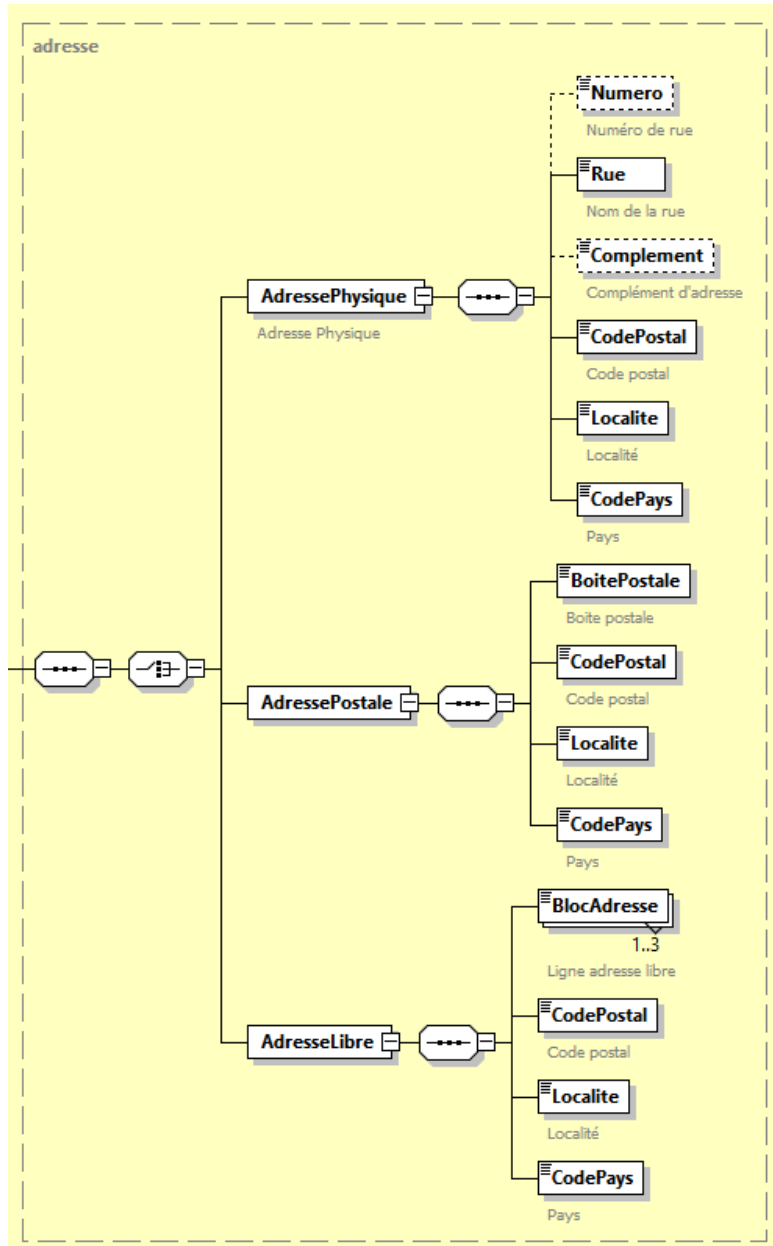 adresse
Numero
Numéro de rue
Rue
Nom de la rue
Complement
Complément d'adresse
AdressePhysique
Adresse Physique
CodePostal
Code postal
Localite
Localité
CodePays
Pays
BoitePostale
Boite postale
CodePostal
Code postal
AdressePostale
Localite
Localité
CodePays
Pays
BlocAdresse
1..3
Ligne adresse libre
CodePostal
Code postal
AdresseLibre
Localite
Localité
CodePays
Pays